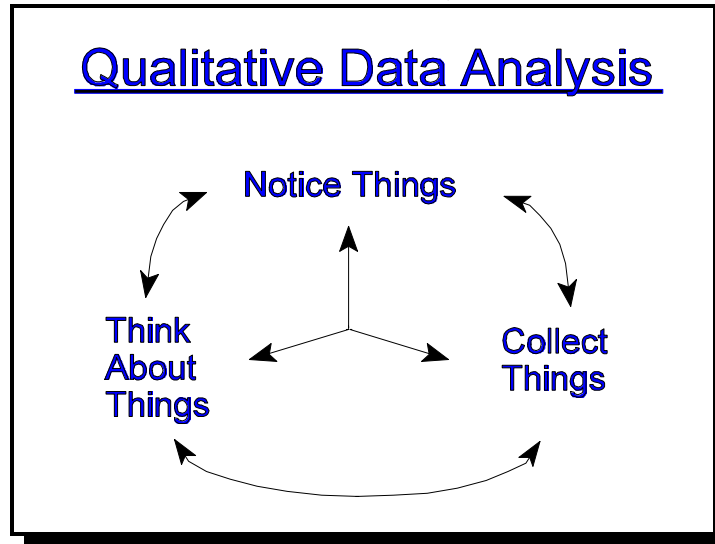 Qualitative Data Analysis
Notice Things
Think
About
Things
Collect
Things